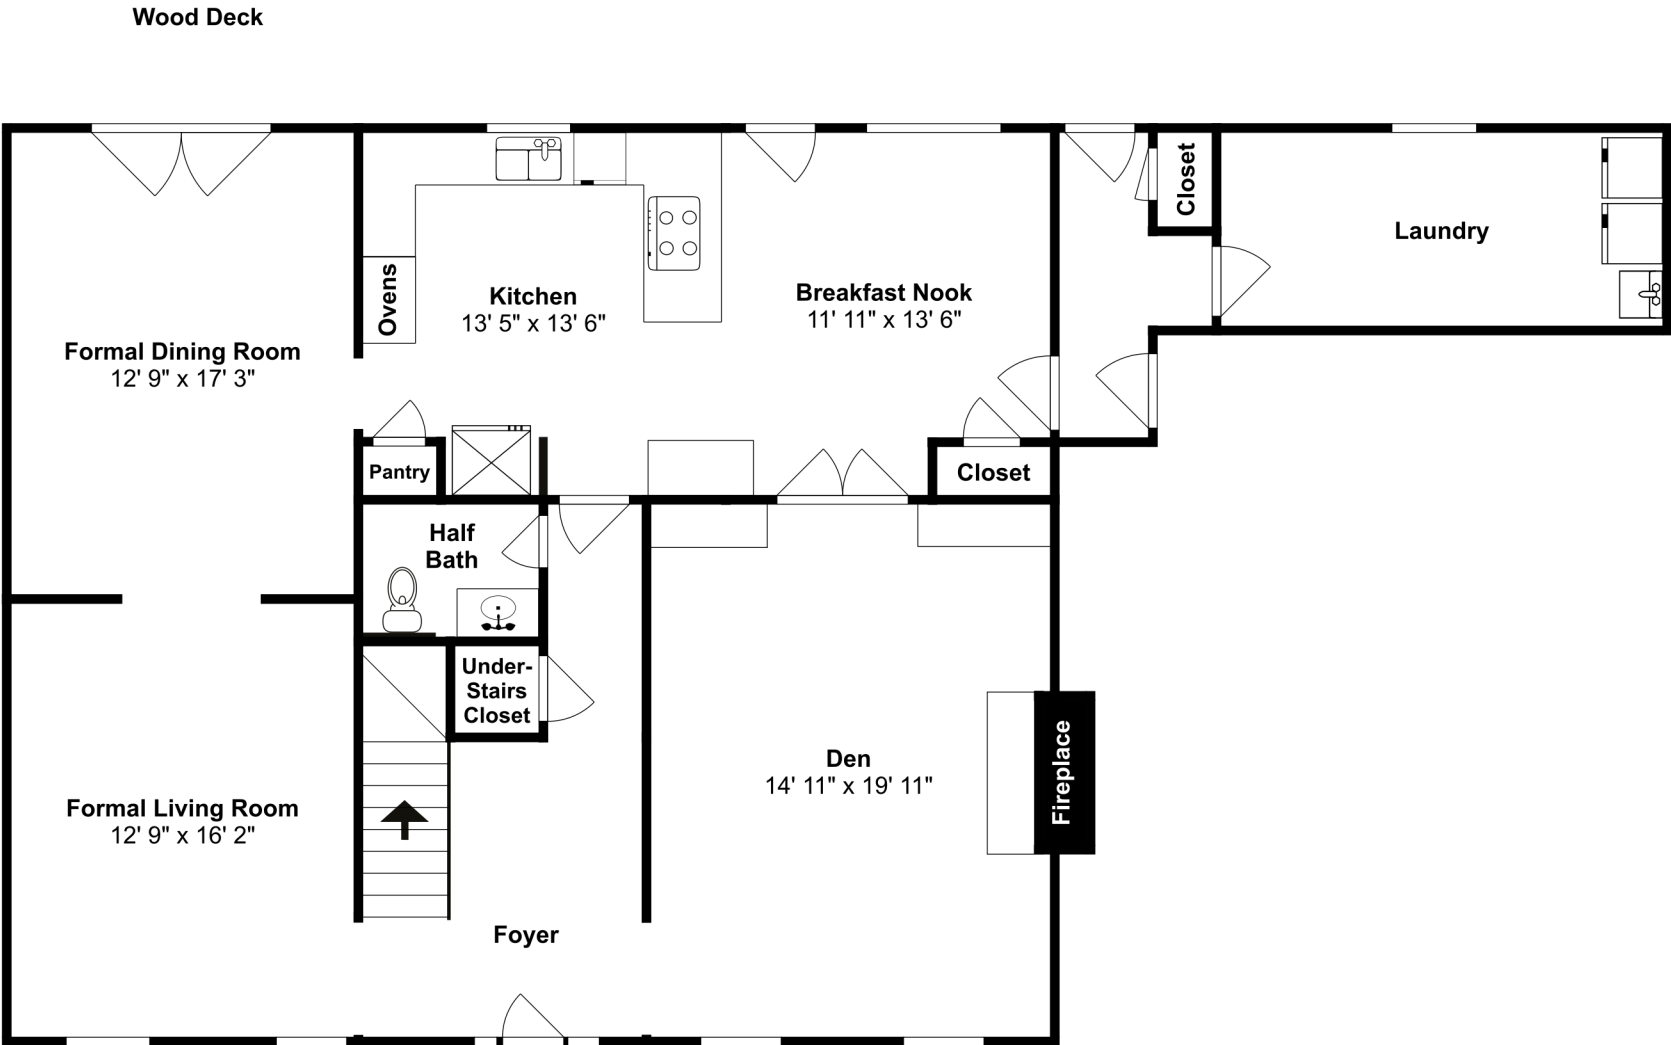 Wood Deck
Closet
Laundry
Ovens
Kitchen
13' 5" x 13' 6"
Breakfast Nook
11' 11" x 13' 6"
Formal Dining Room
12' 9" x 17' 3"
Pantry
Closet
Half
Bath
Under-
Stairs
Closet
Den
14' 11" x 19' 11"
Fireplace
Formal Living Room
12' 9" x 16' 2"
Foyer